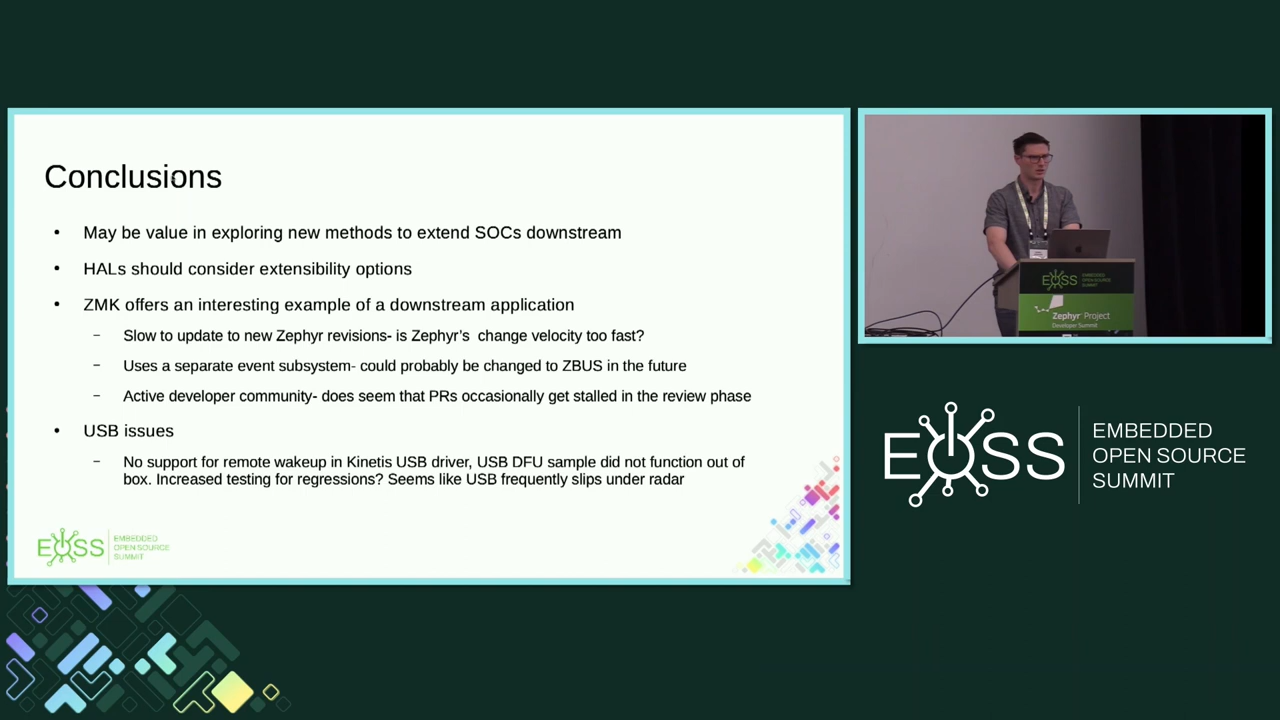 Conclusions
• May be value in exploring new methods to extend SOCs downstream
• HALs should consider extensibility options
• ZMK offers an interesting example of a downstream application
– Slow to update to new Zephyr revisions- is Zephyr's  change velocity too fast?
– Uses a separate event subsystem- could probably be changed to ZBUS in the future
– Active developer community- does seem that PRs occasionally get stalled in the review phase
• USB issues
– No support for remote wakeup in Kinetis USB driver, USB DFU sample did not function out of
box. Increased testing for regressions? Seems like USB frequently slips under radar
EOSS
EMBEDDED
OPEN SOURCE
SUMMIT
EOSS
EMBEDDED
OPEN SOURCE
SUMMIT
Zephyr Project
Developer Summit
EOSS
EMBEDDED
OPEN SOURCE
SUMMIT